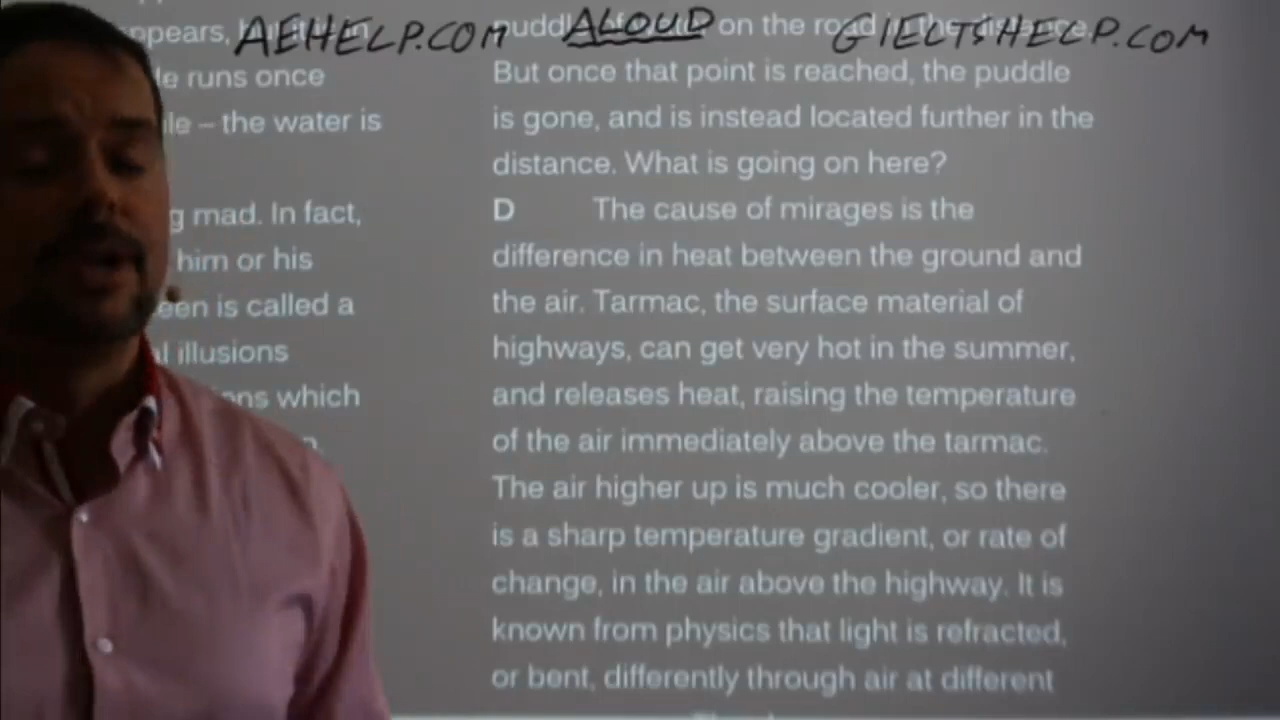 AEHELP.COM ALOUD GIELTSHELP.COM
ppears,
on the road in the distance.
le runs once
le – the water is
g mad. In fact,
him or his
een is called a
l illusions
ons which
But once that point is reached, the puddle
is gone, and is instead located further in the
distance. What is going on here?
D The cause of mirages is the
difference in heat between the ground and
the air. Tarmac, the surface material of
highways, can get very hot in the summer,
and releases heat, raising the temperature
of the air immediately above the tarmac.
The air higher up is much cooler, so there
is a sharp temperature gradient, or rate of
change, in the air above the highway. It is
known from physics that light is refracted,
or bent, differently through air at different